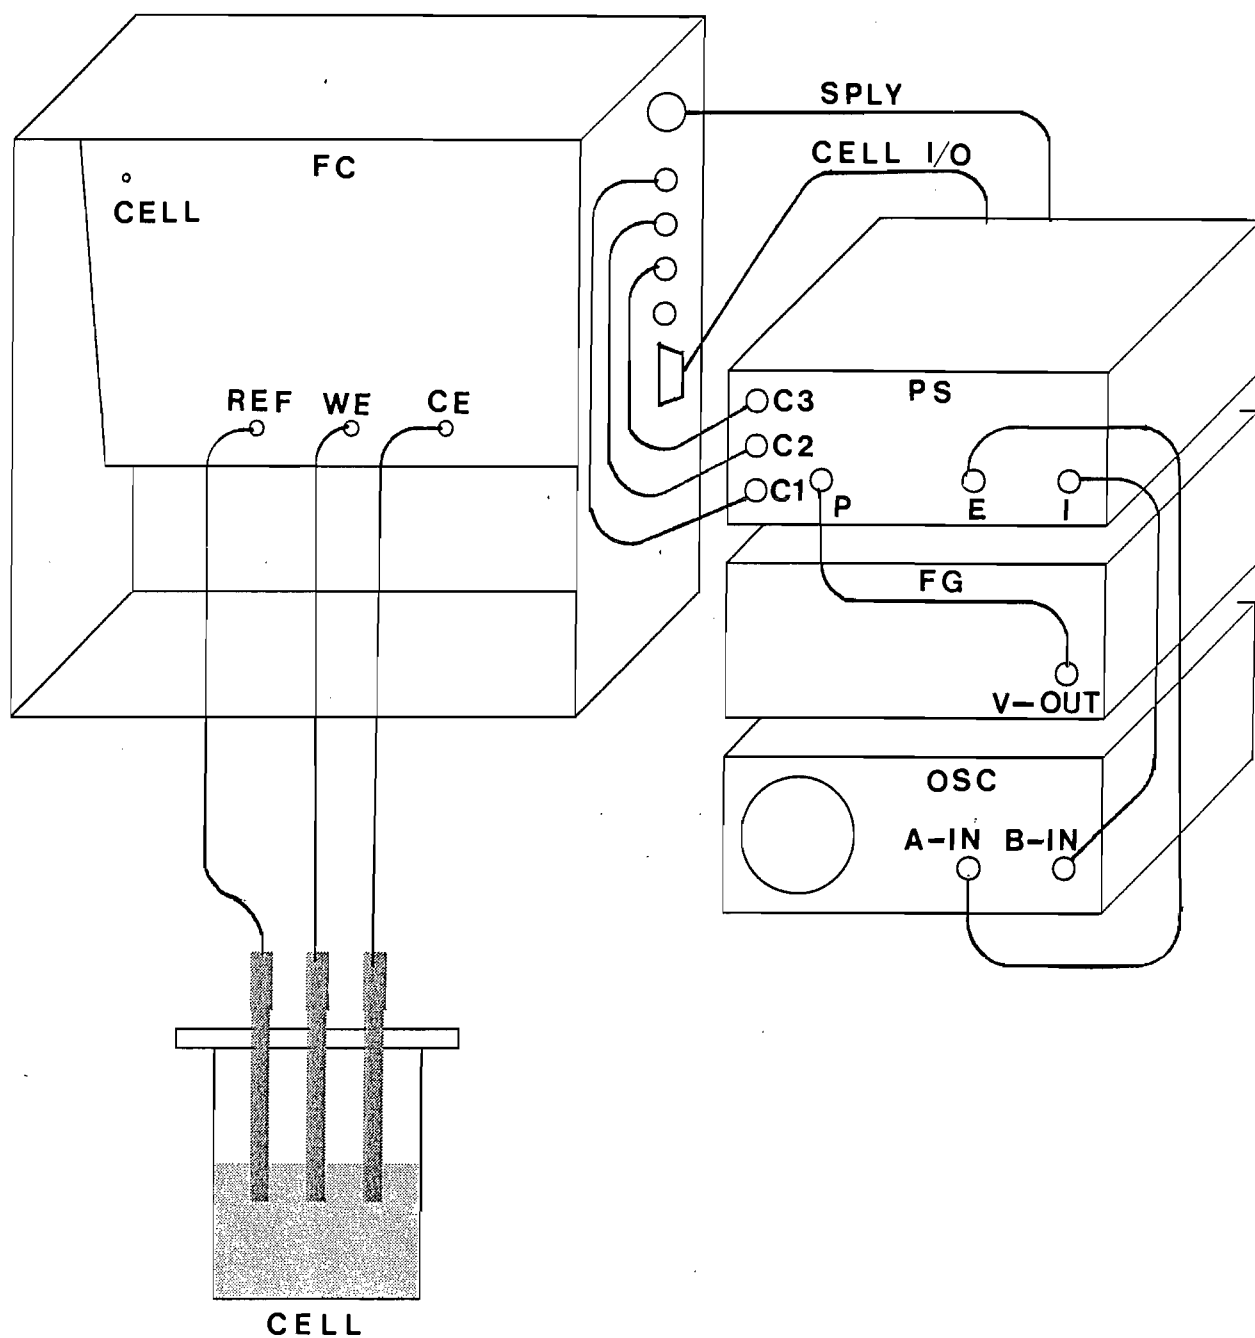 SPLY
CELL I/O
FC
CELL
REF WE CE
PS
C3
C2
C1
P
E
I
FG
V-OUT
OSC
A-IN B-IN
CELL